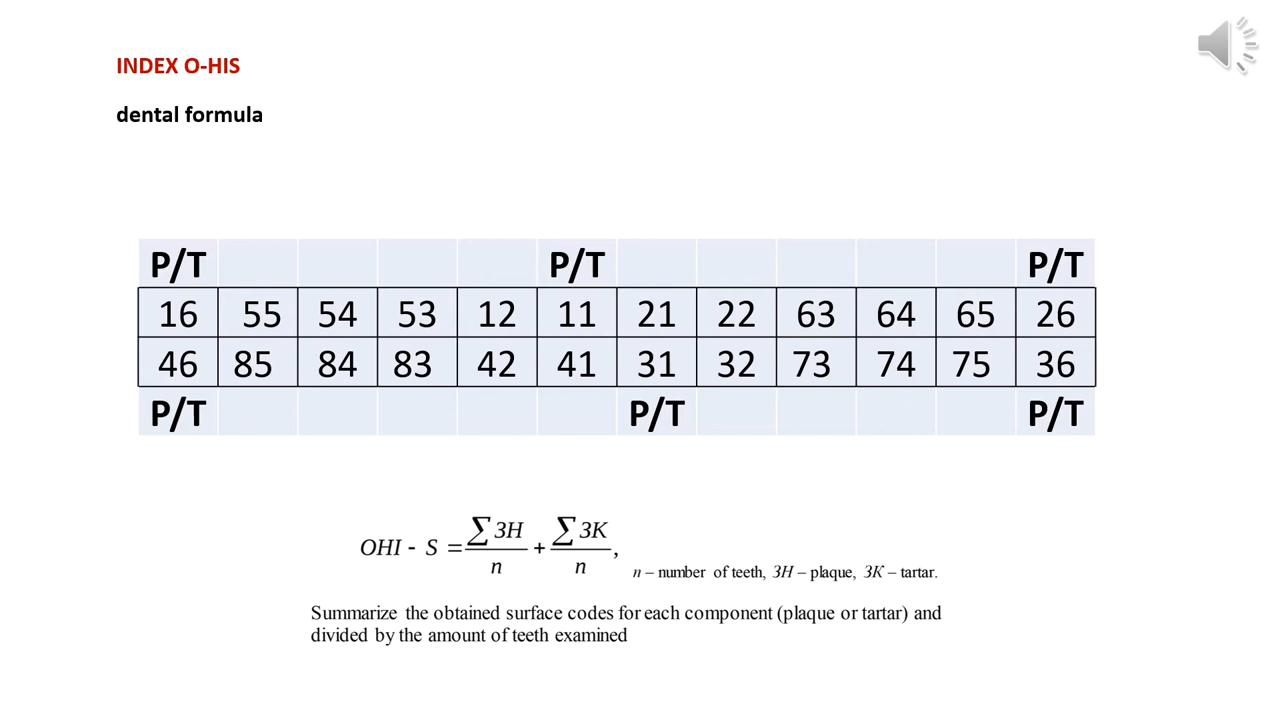 INDEX O-HIS
dental formula
P/T P/T P/T
16 55 54 53 12 11 21 22 63 64 65 26
46 85 84 83 42 41 31 32 73 74 75 36
P/T P/T P/T
OHI - S = ∑ЗН/n + ∑ЗК/n,
n – number of teeth, ЗН – plaque, ЗК – tartar.
Summarize the obtained surface codes for each component (plaque or tartar) and
divided by the amount of teeth examined